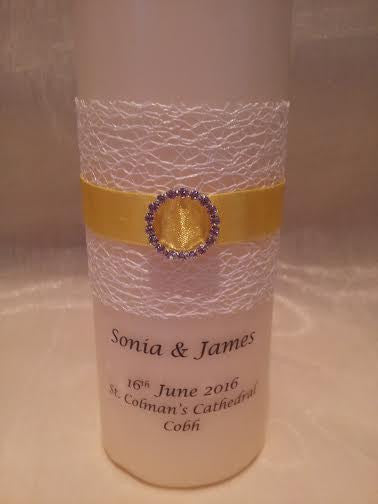 Sonia & James
16th June 2016
St. Colman's Cathedral
Cobh